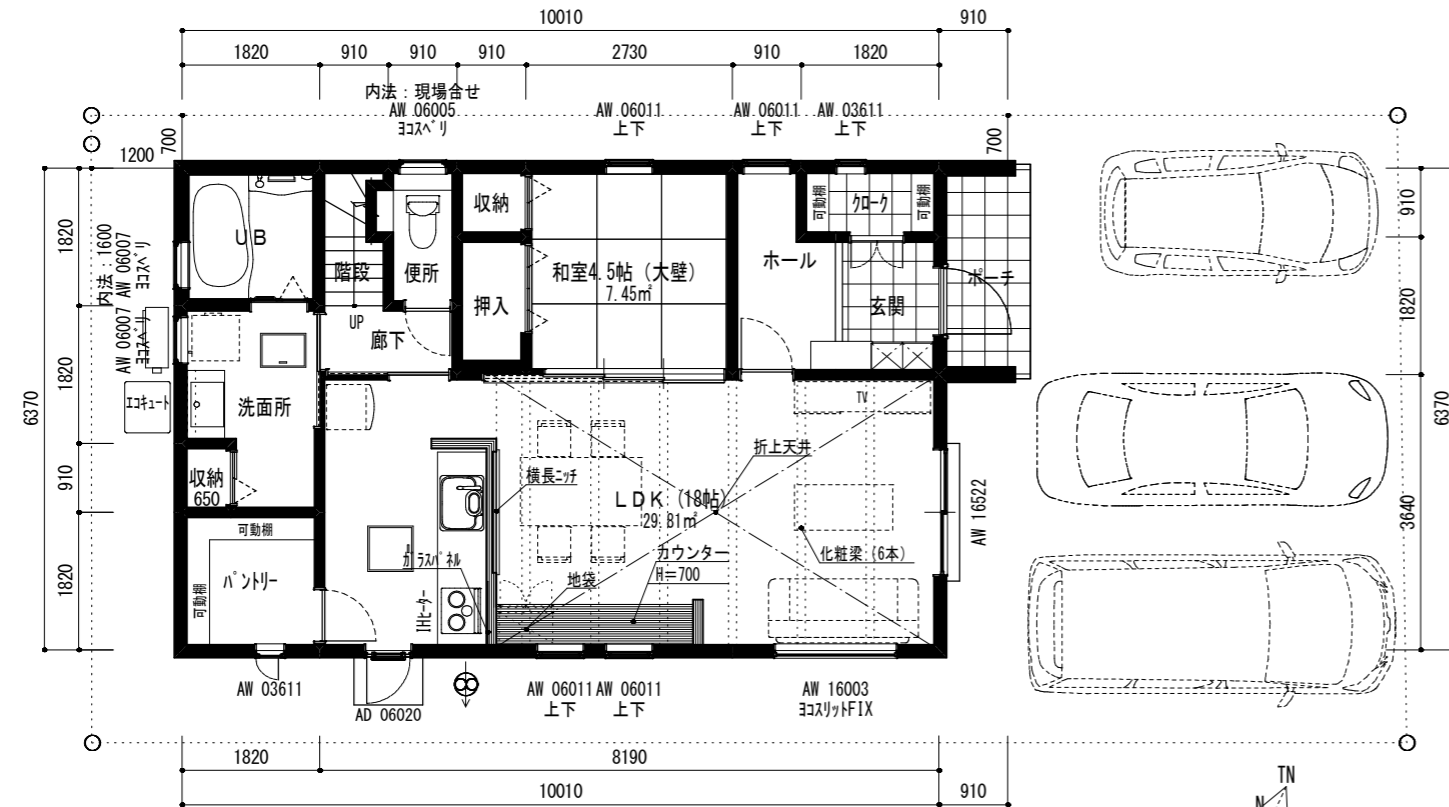 10010
910
1820
910
910
910
2730
910
1820
内法：現場合せ
AW 06005
ヨコスベリ
AW 06011
上下
AW 06011
上下
AW 03611
上下
700
700
1200
UB
階段
便所
収納
押入
和室4.5帖 (大壁)
7.45㎡
ホール
可動棚
クローク
可動棚
玄関
ポーチ
910
1820
3640
6370
6370
1820
1820
910
1820
内法：1600
AW 06007
ヨコスベリ
AW 06007
ヨコスベリ
エコキュート
UP
廊下
洗面所
収納
650
TV
折上天井
横長ニッチ
LDK (18帖)
29.81㎡
AW 16522
可動棚
可動棚
パントリー
ガラスパネル
IHヒーター
地袋
カウンター
H=700
化粧梁:(6本)
AW 03611
AD 06020
AW 06011
上下
AW 06011
上下
AW 16003
ヨコスリットFIX
1820
8190
10010
910
TN
N